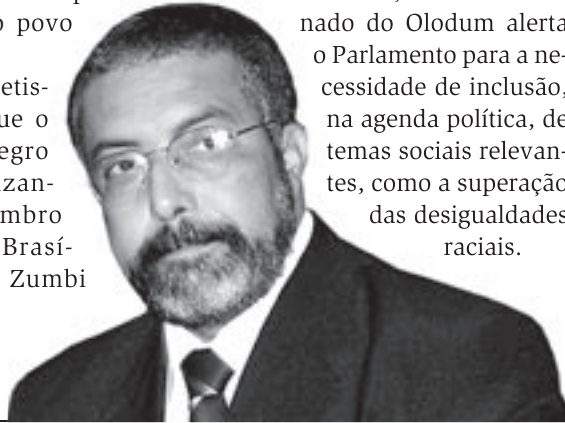 povo
etis-
ue o
egro
zan-
mbro
Brasí-
Zumbi
nado do Olodum alerta
o Parlamento para a ne-
cessidade de inclusão,
na agenda política, de
temas sociais relevan-
tes, como a superação
das desigualdades
raciais.